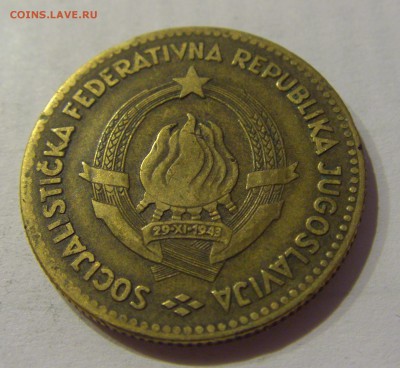 COINS.LAVE.RU
SOCIJALISTIČKA FEDERATIVNA REPUBLIKA JUGOSLAVIJA
29·XI·1943